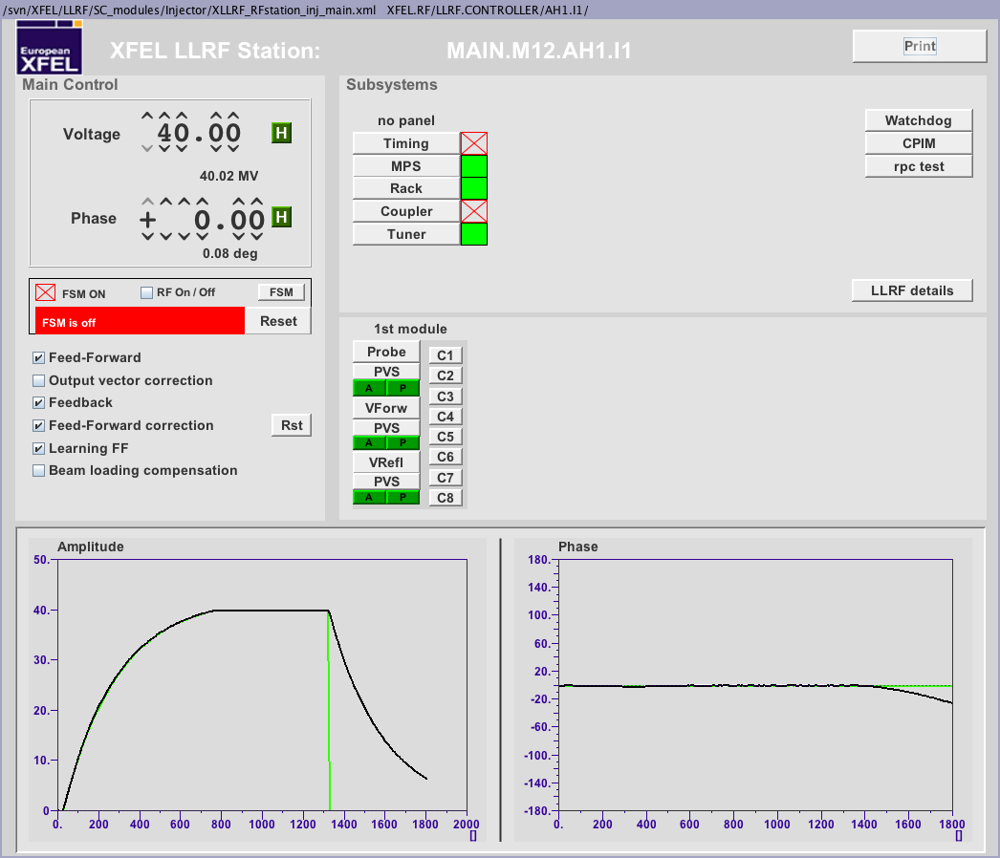 /svn/XFEL/LLRF/SC_modules/Injector/XLLRF_RFstation_inj_main.xml XFEL.RF/LLRF.CONTROLLER/AH1.I1/
European
XFEL
XFEL LLRF Station: MAIN.M12.AH1.I1
Print
Main Control
Voltage 40.00 H
40.02 MV
Phase + 0.00 H
0.08 deg
FSM ON RF On / Off FSM
FSM is off Reset
Feed-Forward
Output vector correction
Feedback
Feed-Forward correction Rst
Learning FF
Beam loading compensation
Subsystems
no panel
Timing
MPS
Rack
Coupler
Tuner
Watchdog
CPIM
rpc test
LLRF details
1st module
Probe
PVS
A P
VForw
PVS
A P
VRefl
PVS
A P
C1
C2
C3
C4
C5
C6
C7
C8
Amplitude
50.
40.
30.
20.
10.
0
0. 200 400 600 800 1000 1200 1400 1600 1800 2000
[]
Phase
180.
140.
100.
60.
20.
-20.
-60.
-100.
-140.
-180.
0. 200 400 600 800 1000 1200 1400 1600 1800
[]